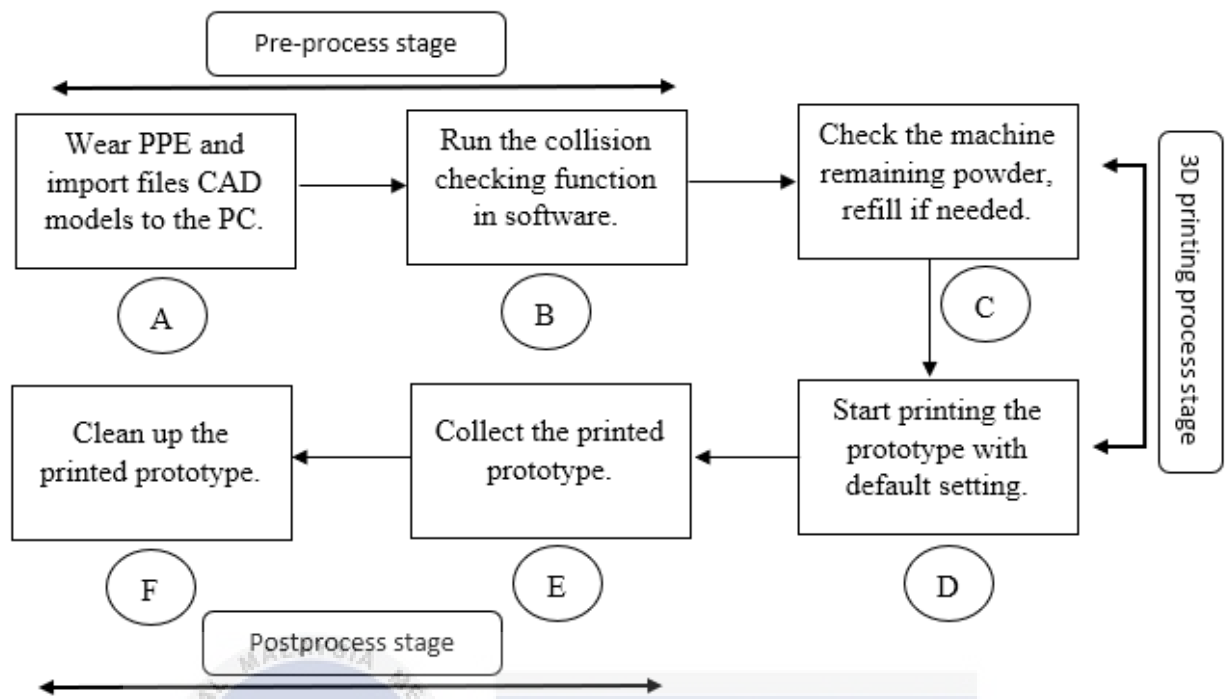 Pre-process stage
Wear PPE and
import files CAD
models to the PC.
A
Run the collision
checking function
in software.
B
Check the machine
remaining powder,
refill if needed.
C
3D printing process stage
Start printing the
prototype with
default setting.
D
Collect the printed
prototype.
E
Clean up the
printed prototype.
F
Postprocess stage
MALAYSIA